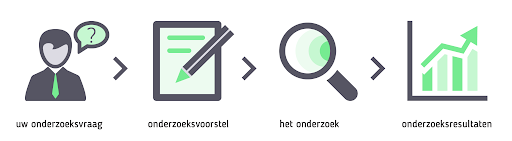 ?
uw onderzoeksvraag
onderzoeksvoorstel
het onderzoek
onderzoeksresultaten